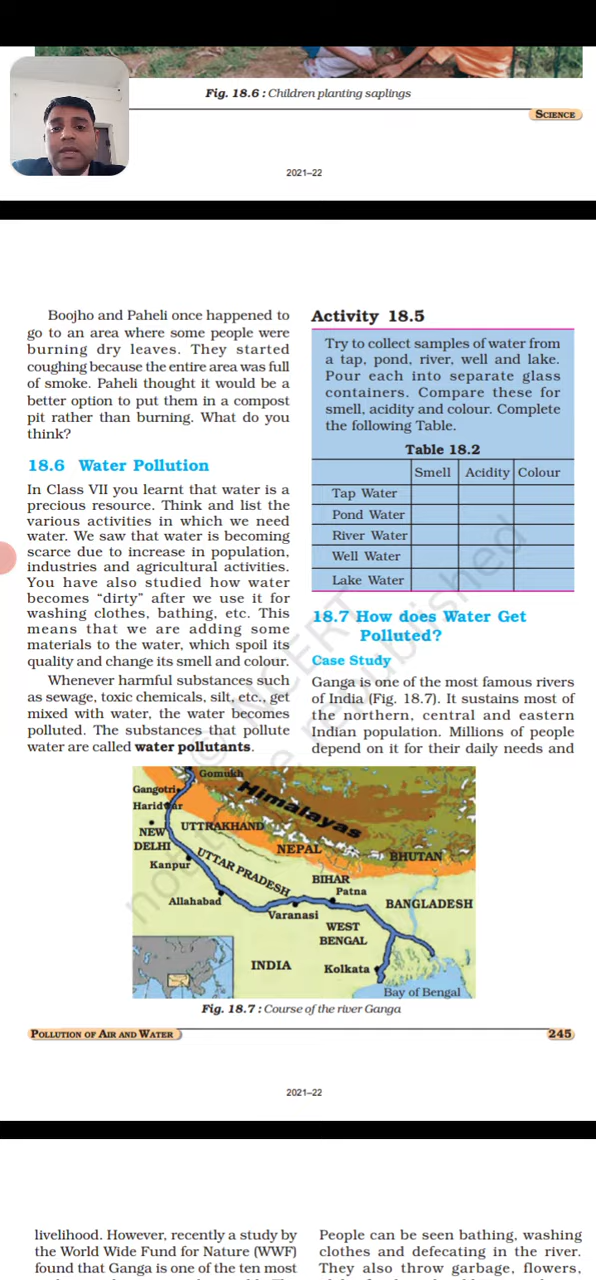 Fig. 18.6 : Children planting saplings
SCIENCE
2021–22
Boojho and Paheli once happened to
go to an area where some people were
burning dry leaves. They started
coughing because the entire area was full
of smoke. Paheli thought it would be a
better option to put them in a compost
pit rather than burning. What do you
think?
18.6 Water Pollution
In Class VII you learnt that water is a
precious resource. Think and list the
various activities in which we need
water. We saw that water is becoming
scarce due to increase in population,
industries and agricultural activities.
You have also studied how water
becomes “dirty” after we use it for
washing clothes, bathing, etc. This
means that we are adding some
materials to the water, which spoil its
quality and change its smell and colour.
Whenever harmful substances such
as sewage, toxic chemicals, silt, etc., get
mixed with water, the water becomes
polluted. The substances that pollute
water are called water pollutants.
Activity 18.5
Try to collect samples of water from
a tap, pond, river, well and lake.
Pour each into separate glass
containers. Compare these for
smell, acidity and colour. Complete
the following Table.
Table 18.2
Smell Acidity Colour
Tap Water
Pond Water
River Water
Well Water
Lake Water
18.7 How does Water Get
Polluted?
Case Study
Ganga is one of the most famous rivers
of India (Fig. 18.7). It sustains most of
the northern, central and eastern
Indian population. Millions of people
depend on it for their daily needs and
© NCERT
not to be republished
Gomukh
Gangotri
Haridwar
Himalayas
UTTRAKHAND
NEW
DELHI
NEPAL
BHUTAN
Kanpur
UTTAR PRADESH
BIHAR
Patna
Allahabad
BANGLADESH
Varanasi
WEST
BENGAL
INDIA
Kolkata
Bay of Bengal
Fig. 18.7 : Course of the river Ganga
POLLUTION OF AIR AND WATER
245
2021–22
livelihood. However, recently a study by
the World Wide Fund for Nature (WWF)
found that Ganga is one of the ten most
People can be seen bathing, washing
clothes and defecating in the river.
They also throw garbage, flowers,